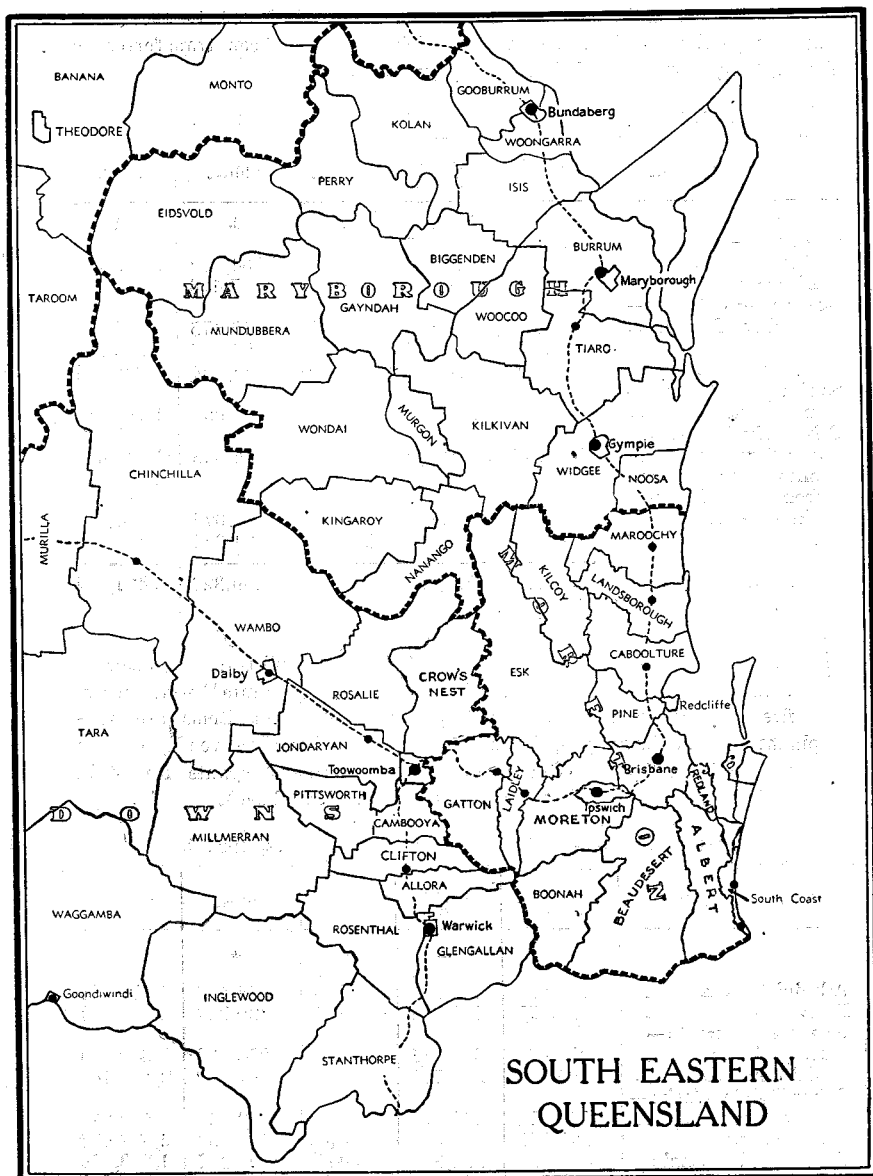 BANANA
MONTO
GOOBURRUM
THEODORE
KOLAN
Bundaberg
WOONGARRA
PERRY
ISIS
EIDSVOLD
BIGGENDEN
BURRUM
TAROOM
MARYBOROUGH
Maryborough
GAYNDAH
WOOCOO
MUNDUBBERA
TIARO
WONDAI
MURGON
KILKIVAN
Gympie
CHINCHILLA
WIDGEE
NOOSA
KINGAROY
MURILLA
NANANGO
MAROOCHY
KILCOY
LANDSBOROUGH
WAMBO
ESK
CABOOLTURE
Dalby
CROW'S
NEST
ROSALIE
TARA
PINE
Redcliffe
JONDARYAN
Toowoomba
Brisbane
REDLAND
PITTSWORTH
GATTON
LAIDLEY
Ipswich
DOWNS
MORETON
MILLMERRAN
CAMBOOYA
MORETON
CLIFTON
ALBERT
BEAUDESERT
ALLORA
BOONAH
South Coast
WAGGAMBA
ROSENTHAL
Warwick
GLENGALLAN
Goondiwindi
INGLEWOOD
STANTHORPE
SOUTH EASTERN
QUEENSLAND